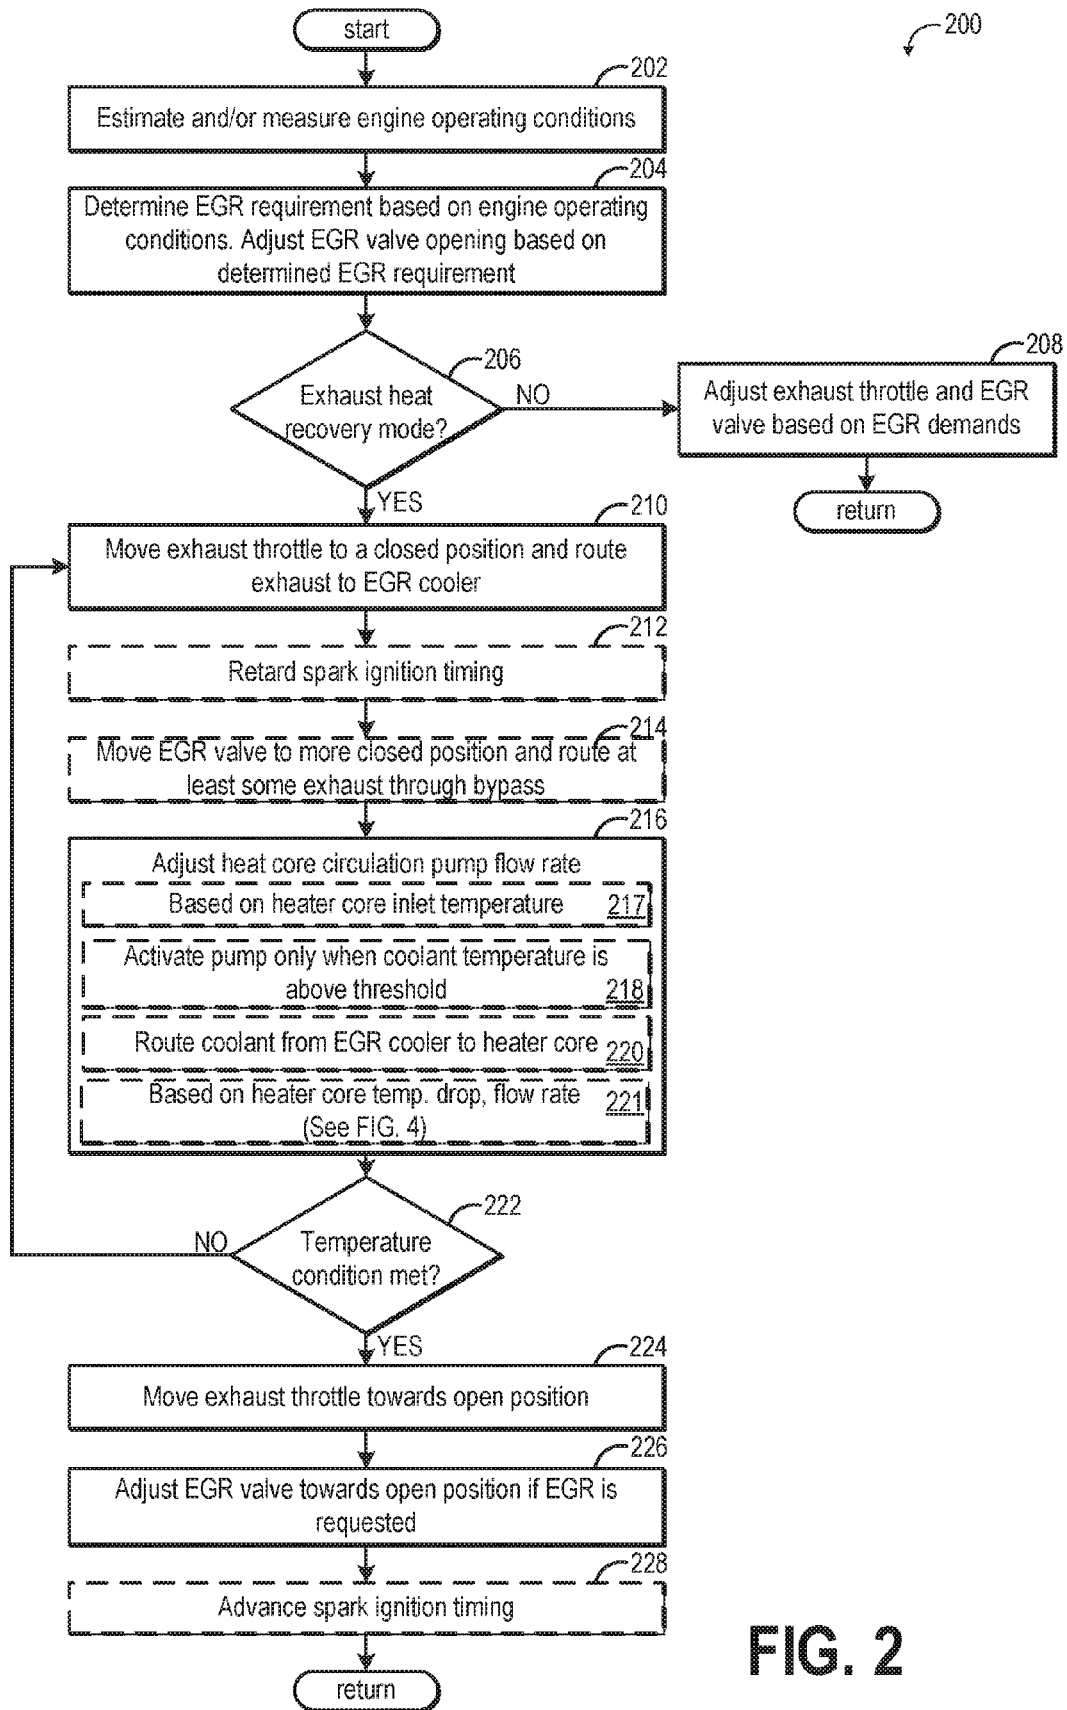 start
200
202
Estimate and/or measure engine operating conditions
204
Determine EGR requirement based on engine operating
conditions. Adjust EGR valve opening based on
determined EGR requirement
206
Exhaust heat
recovery mode?
NO
208
Adjust exhaust throttle and EGR
valve based on EGR demands
return
YES
210
Move exhaust throttle to a closed position and route
exhaust to EGR cooler
212
Retard spark ignition timing
214
Move EGR valve to more closed position and route at
least some exhaust through bypass
216
Adjust heat core circulation pump flow rate
Based on heater core inlet temperature 217
Activate pump only when coolant temperature is
above threshold 218
Route coolant from EGR cooler to heater core 220
Based on heater core temp. drop, flow rate 221
(See FIG. 4)
222
NO
Temperature
condition met?
YES
224
Move exhaust throttle towards open position
226
Adjust EGR valve towards open position if EGR is
requested
228
Advance spark ignition timing
return
FIG. 2